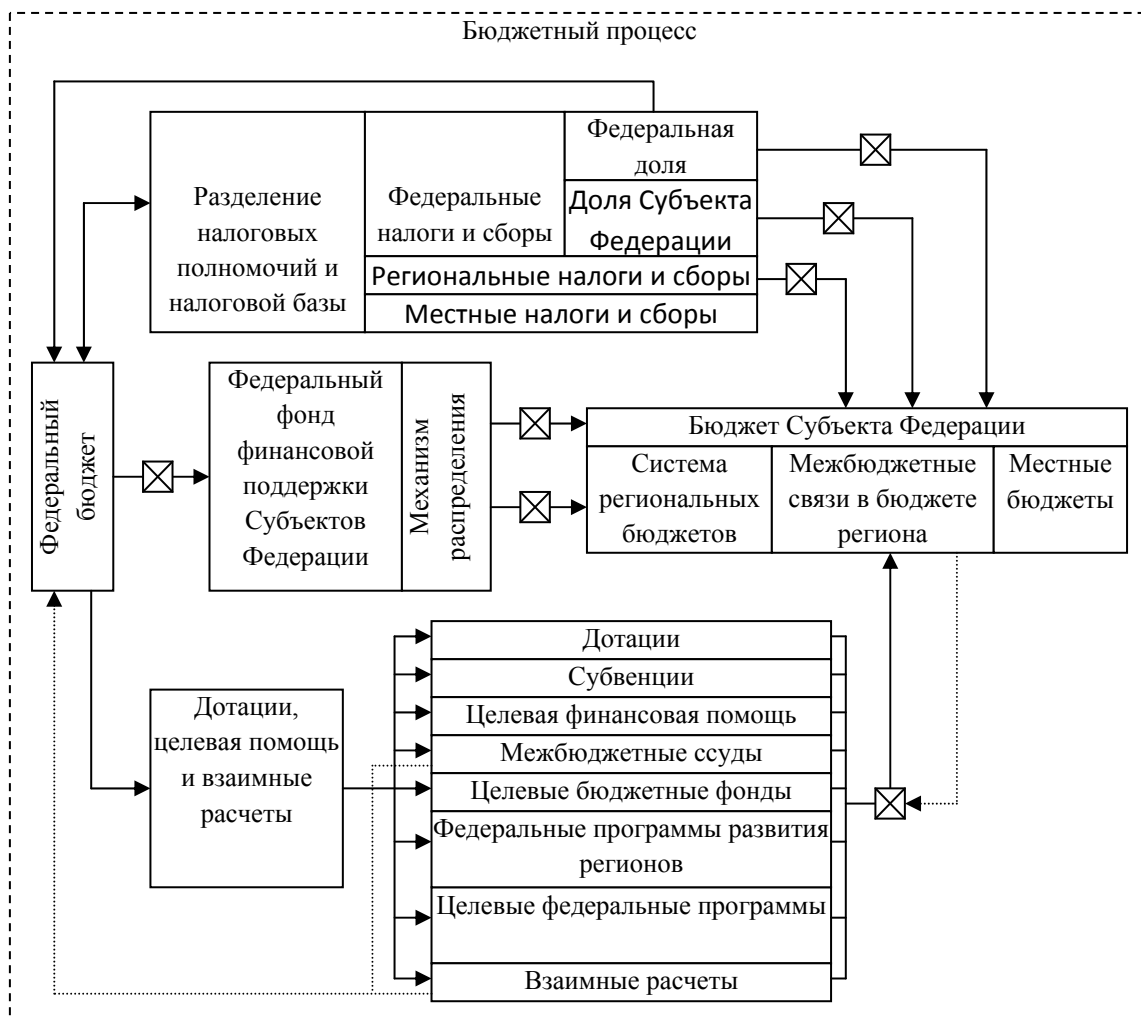 Бюджетный процесс
Разделение
налоговых
полномочий и
налоговой базы
Федеральные
налоги и сборы
Федеральная
доля
Доля Субъекта
Федерации
Региональные налоги и сборы
Местные налоги и сборы
Федеральный
бюджет
Федеральный
фонд
финансовой
поддержки
Субъектов
Федерации
Механизм
распределения
Бюджет Субъекта Федерации
Система
региональных
бюджетов
Межбюджетные
связи в бюджете
региона
Местные
бюджеты
Дотации,
целевая помощь
и взаимные
расчеты
Дотации
Субвенции
Целевая финансовая помощь
Межбюджетные ссуды
Целевые бюджетные фонды
Федеральные программы развития
регионов
Целевые федеральные программы
Взаимные расчеты